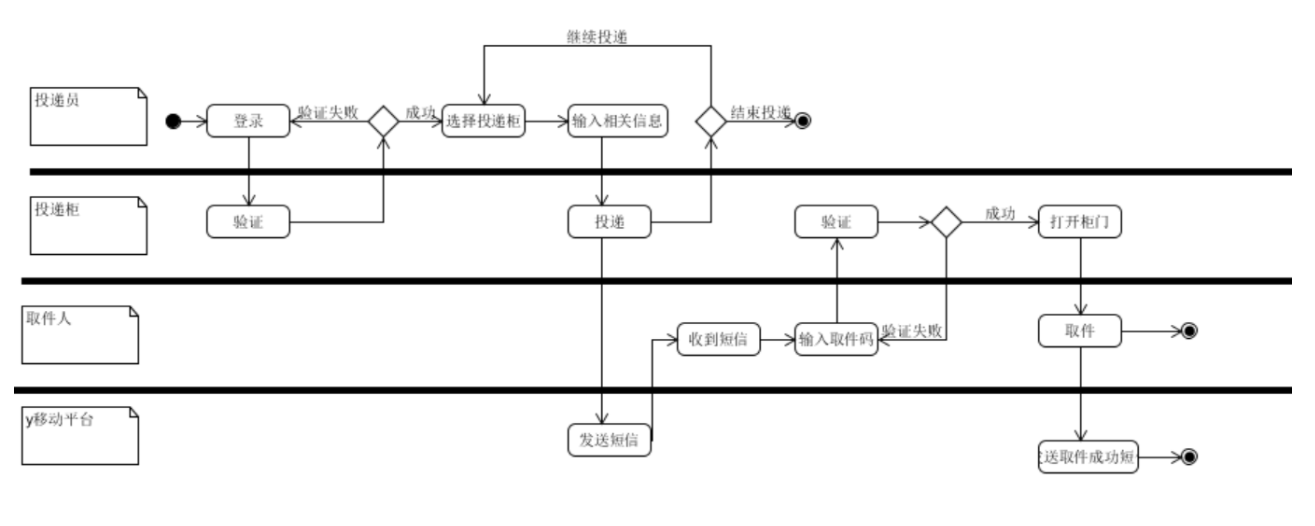 继续投递
投递员
登录
验证失败
成功
选择投递柜
输入相关信息
结束投递
投递柜
验证
投递
验证
成功
打开柜门
取件人
收到短信
输入取件码
验证失败
取件
y移动平台
发送短信
送取件成功短